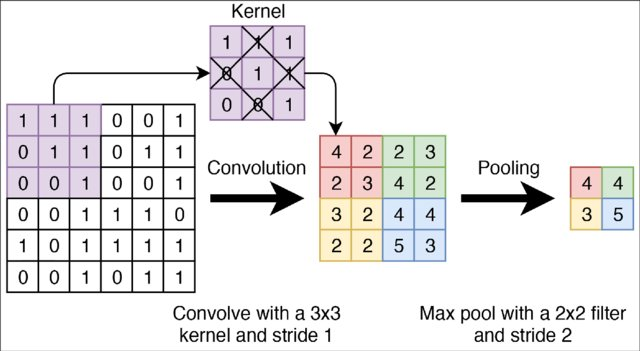 Kernel
1 1 1
0 1 1
0 0 1
1 1 1 0 0 1
0 1 1 0 1 1
0 0 1 0 0 1
0 0 1 1 1 0
1 0 1 1 1 1
0 0 1 0 1 1
Convolution
4 2 2 3
2 3 4 2
3 2 4 4
2 2 5 3
Pooling
4 4
3 5
Convolve with a 3x3
kernel and stride 1
Max pool with a 2x2 filter
and stride 2